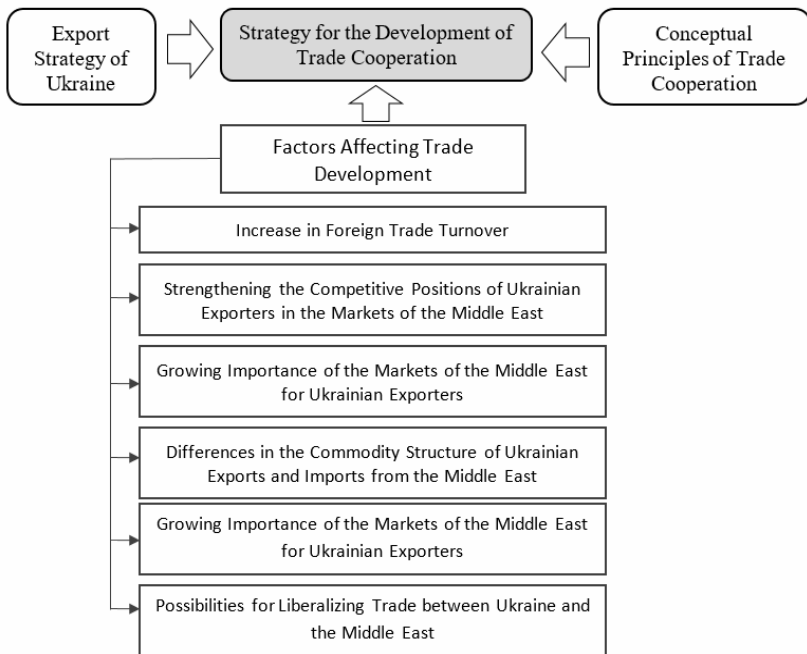 Export
Strategy of
Ukraine
Strategy for the Development of
Trade Cooperation
Conceptual
Principles of Trade
Cooperation
Factors Affecting Trade
Development
Increase in Foreign Trade Turnover
Strengthening the Competitive Positions of Ukrainian
Exporters in the Markets of the Middle East
Growing Importance of the Markets of the Middle East
for Ukrainian Exporters
Differences in the Commodity Structure of Ukrainian
Exports and Imports from the Middle East
Growing Importance of the Markets of the Middle East
for Ukrainian Exporters
Possibilities for Liberalizing Trade between Ukraine and
the Middle East